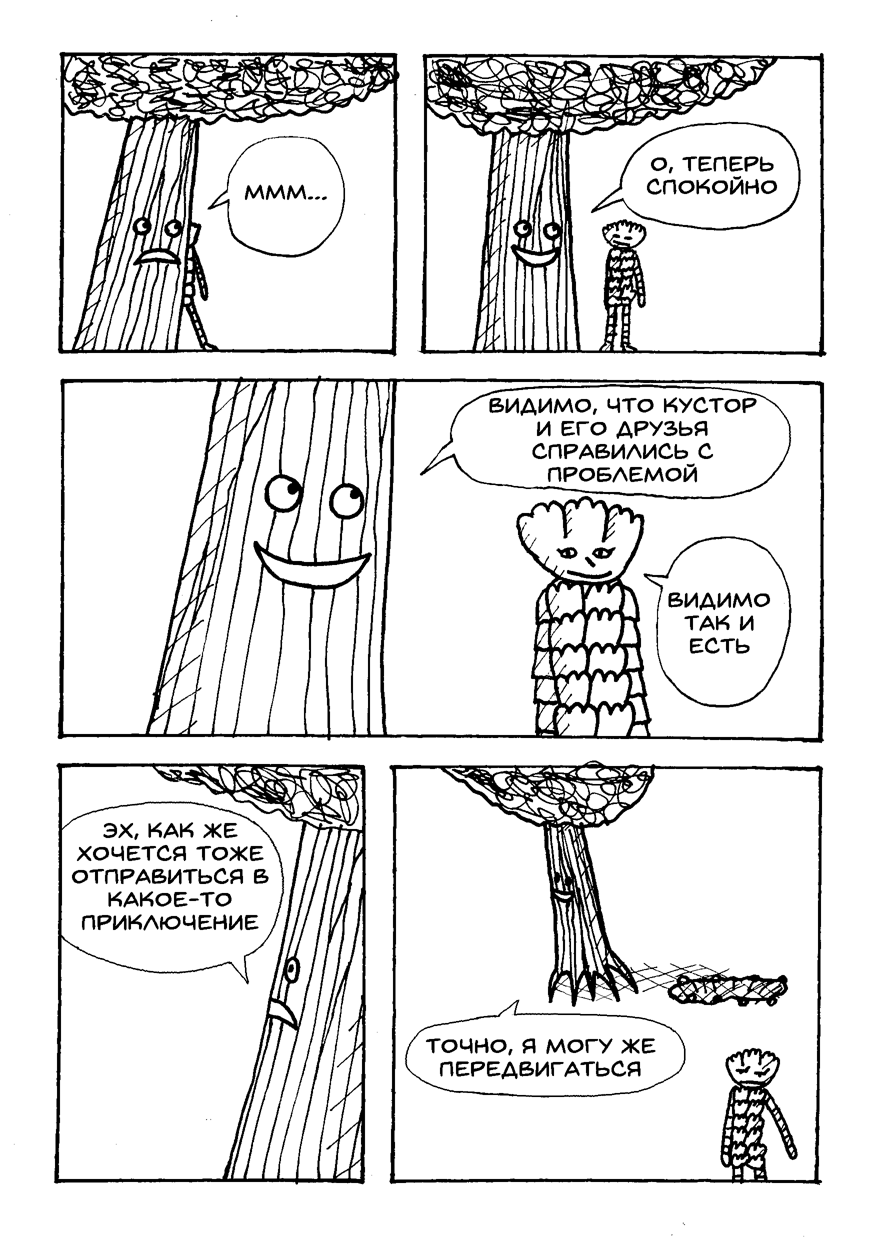 МММ...
О, ТЕПЕРЬ
СПОКОЙНО
ВИДИМО, ЧТО КУСТОР
И ЕГО ДРУЗЬЯ
СПРАВИЛИСЬ С
ПРОБЛЕМОЙ
ВИДИМО
ТАК И
ЕСТЬ
ЭХ, КАК ЖЕ
ХОЧЕТСЯ ТОЖЕ
ОТПРАВИТЬСЯ В
КАКОЕ-ТО
ПРИКЛЮЧЕНИЕ
ТОЧНО, Я МОГУ ЖЕ
ПЕРЕДВИГАТЬСЯ